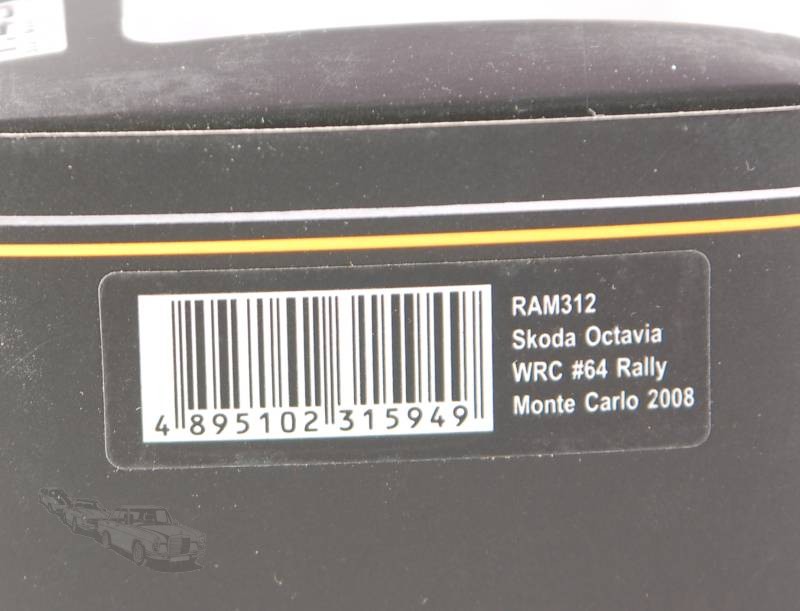 RAM312
Skoda Octavia
WRC #64 Rally
Monte Carlo 2008
4 895102 315949